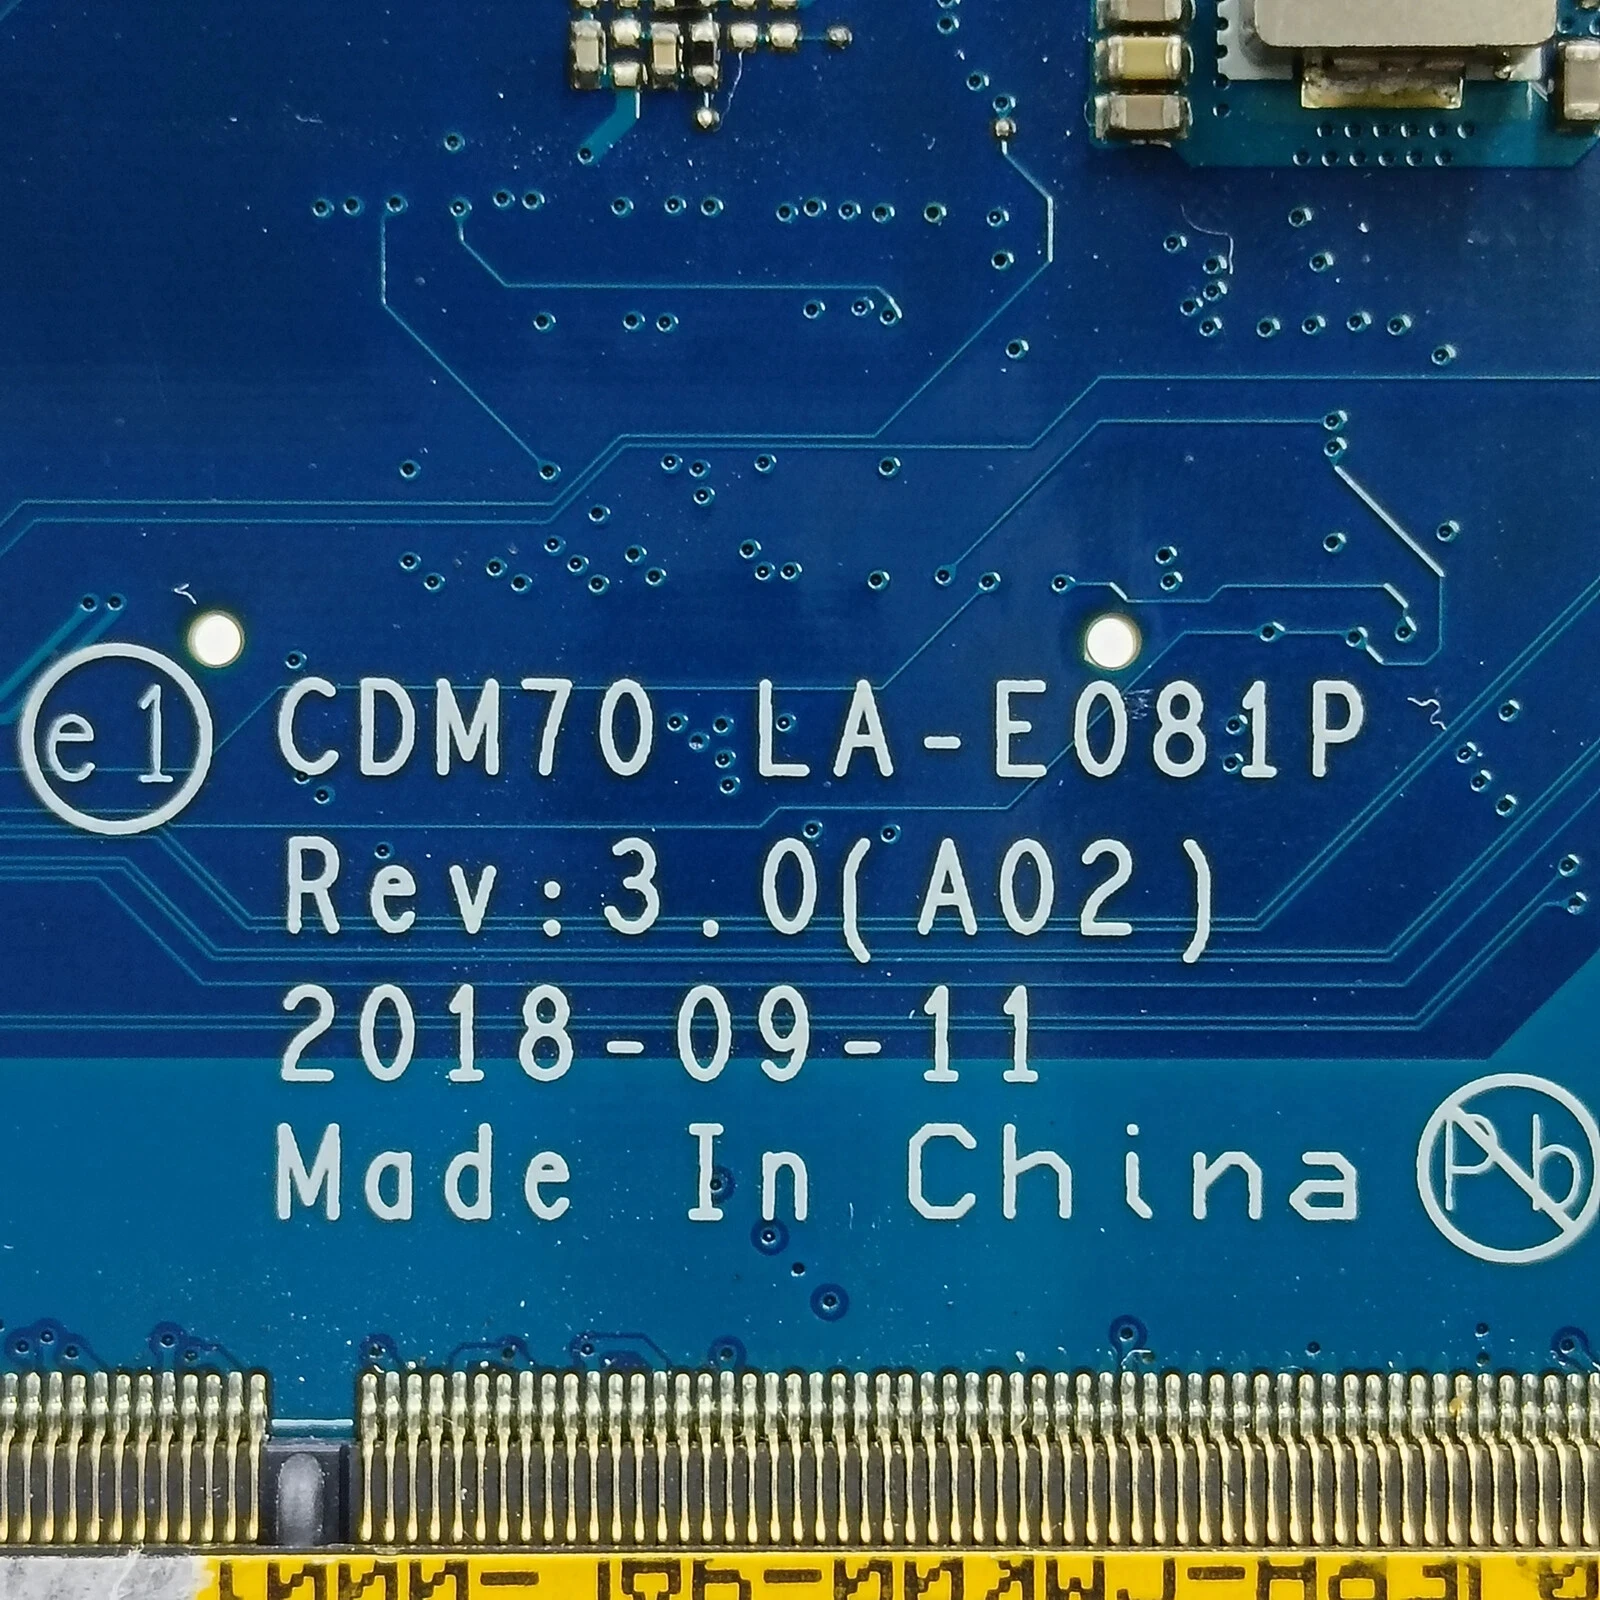 e1 CDM70 LA-E081P
Rev:3.0(A02)
2018-09-11
Made In China
Pb